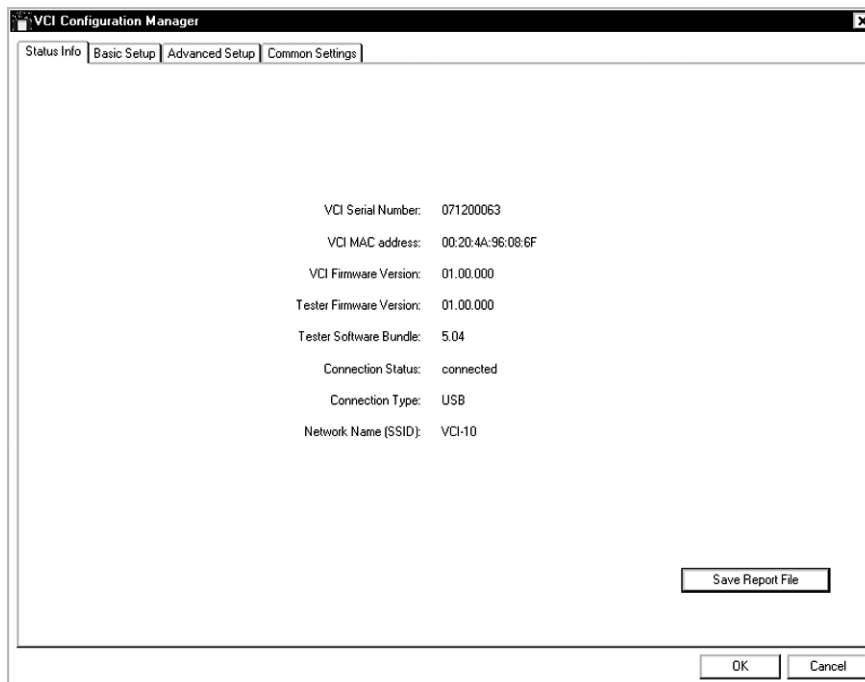 VCI Configuration Manager
Status Info Basic Setup Advanced Setup Common Settings
VCI Serial Number: 071200063
VCI MAC address: 00:20:4A:96:08:6F
VCI Firmware Version: 01.00.000
Tester Firmware Version: 01.00.000
Tester Software Bundle: 5.04
Connection Status: connected
Connection Type: USB
Network Name (SSID): VCI-10
Save Report File
OK Cancel